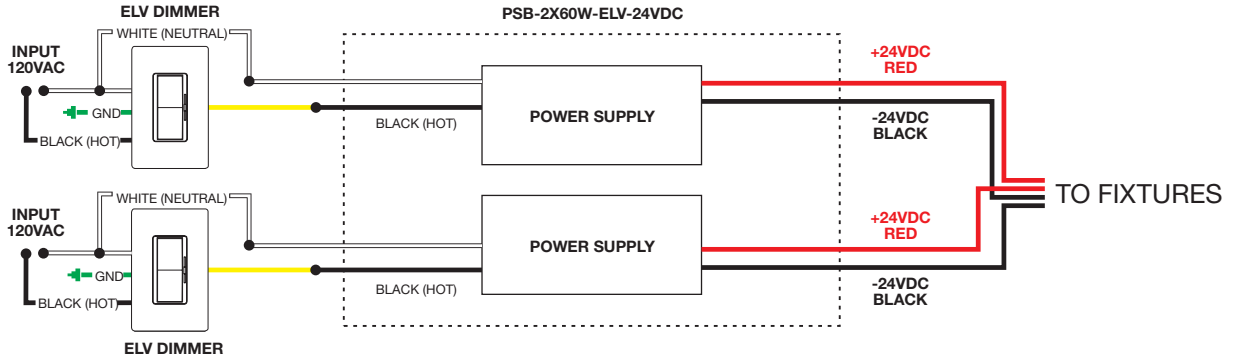 ELV DIMMER
PSB-2X60W-ELV-24VDC
WHITE (NEUTRAL)
INPUT
120VAC
GND
BLACK (HOT)
BLACK (HOT)
POWER SUPPLY
+24VDC
RED
-24VDC
BLACK
TO FIXTURES
WHITE (NEUTRAL)
INPUT
120VAC
GND
BLACK (HOT)
BLACK (HOT)
POWER SUPPLY
+24VDC
RED
-24VDC
BLACK
ELV DIMMER